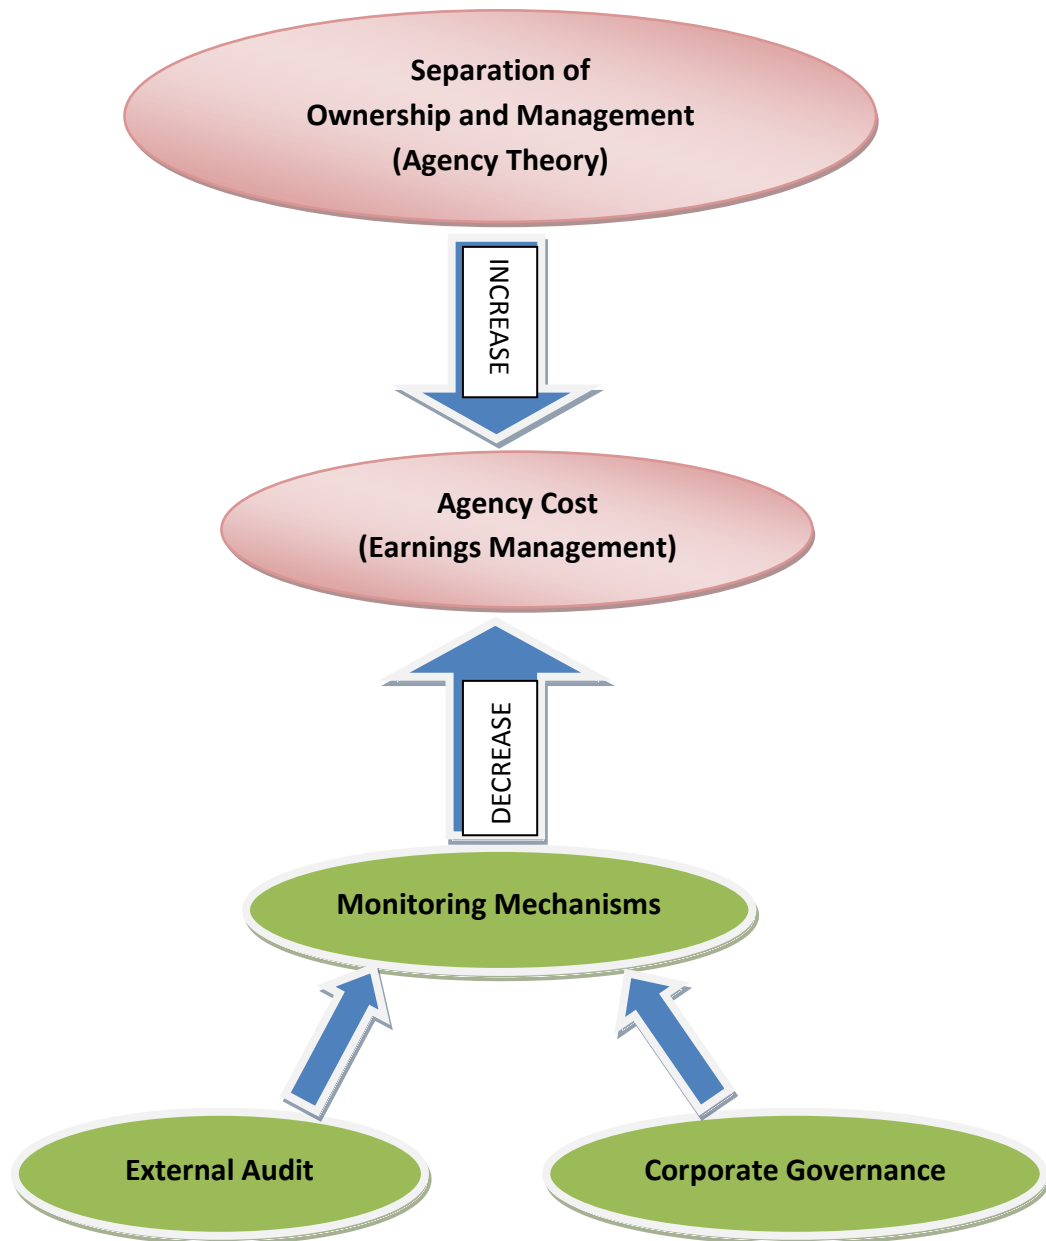 Separation of
Ownership and Management
(Agency Theory)
INCREASE
Agency Cost
(Earnings Management)
DECREASE
Monitoring Mechanisms
External Audit
Corporate Governance